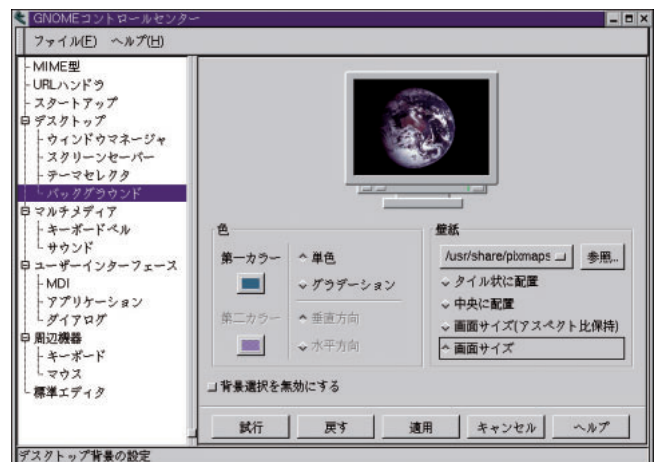 GNOMEコントロールセンター
ファイル(F) ヘルプ(H)
MIME型
URLハンドラ
スタートアップ
デスクトップ
ウィンドウマネージャ
スクリーンセーバー
テーマセレクタ
バックグラウンド
マルチメディア
キーボードベル
サウンド
ユーザーインターフェース
MDI
アプリケーション
ダイアログ
周辺機器
キーボード
マウス
標準エディタ
色
第一カラー
単色
グラデーション
第二カラー
垂直方向
水平方向
壁紙
/usr/share/pixmaps
参照...
タイル状に配置
中央に配置
画面サイズ(アスペクト比保持)
画面サイズ
背景選択を無効にする
試行 戻す 適用 キャンセル ヘルプ
デスクトップ背景の設定